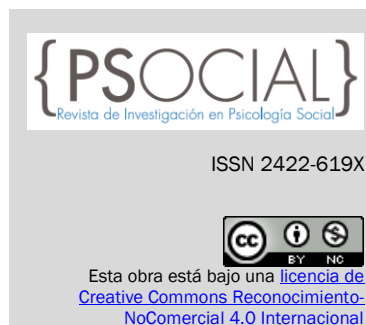 {PSOCIAL}
Revista de Investigación en Psicología Social
ISSN 2422-619X
cc
BY NC
Esta obra está bajo una licencia de
Creative Commons Reconocimiento-
NoComercial 4.0 Internacional